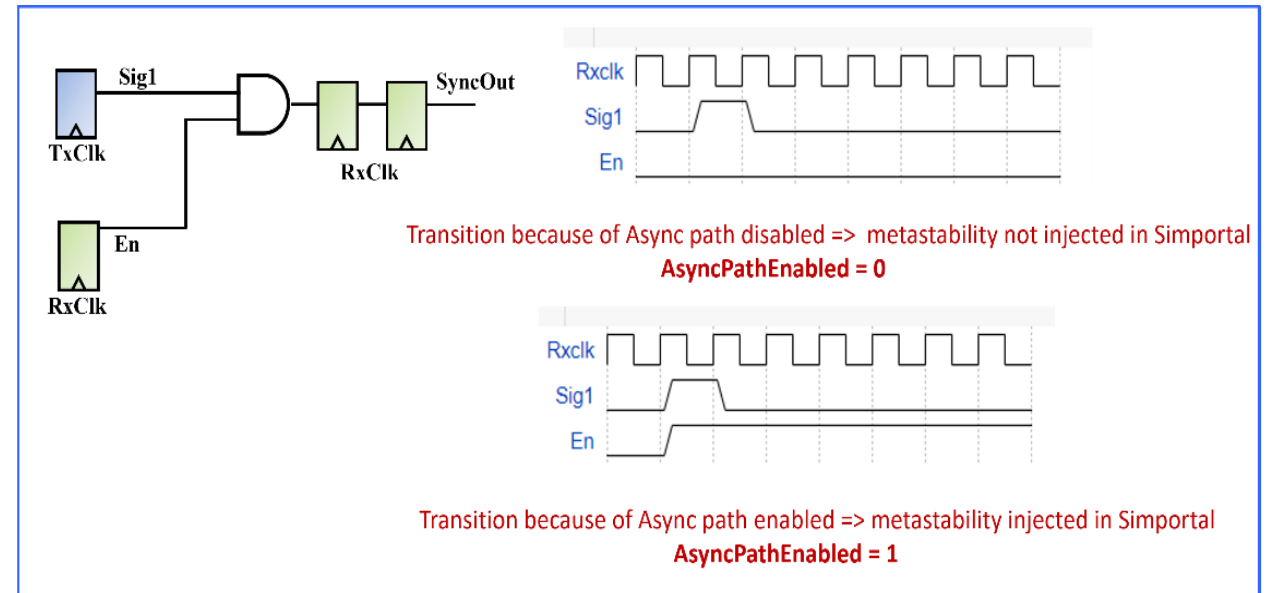 Sig1
SyncOut
TxClk
RxClk
En
RxClk
Rxclk
Sig1
En
Transition because of Async path disabled => metastability not injected in Simportal
AsyncPathEnabled = 0
Rxclk
Sig1
En
Transition because of Async path enabled => metastability injected in Simportal
AsyncPathEnabled = 1